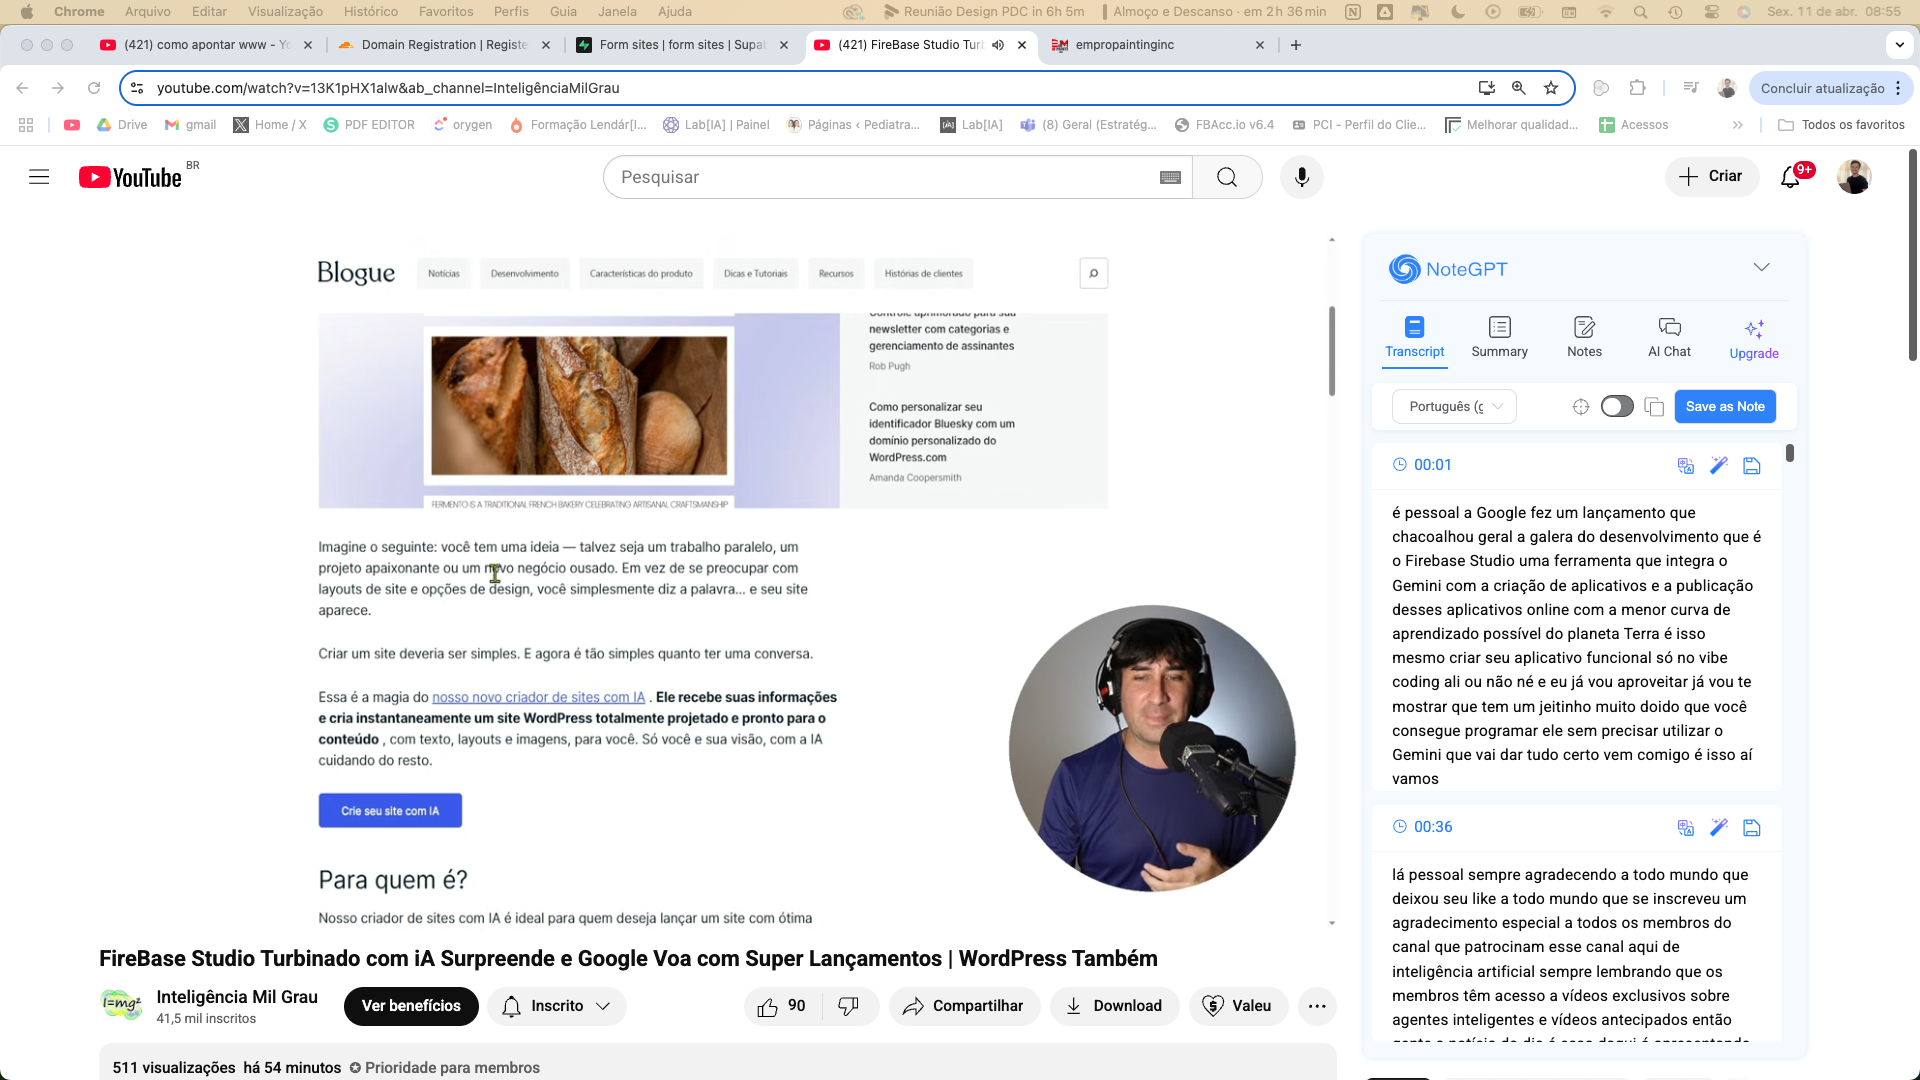 Chrome Arquivo Editar Visualização Histórico Favoritos Perfis Guia Janela Ajuda
Reunião Design PDC in 6h 5m
Almoço e Descanso · em 2h 36min
Sex. 11 de abr. 08:55
(421) como apontar www - Yo
Domain Registration | Registe
Form sites | form sites | Supab
(421) FireBase Studio Turb
empropaintinginc
youtube.com/watch?v=13K1pHX1alw&ab_channel=InteligênciaMilGrau
Concluir atualização
Drive
gmail
Home / X
PDF EDITOR
orygen
Formação Lendár[I...
Lab[IA] | Painel
Páginas ‹ Pediatra...
Lab[IA]
(8) Geral (Estratég...
FBAcc.io v6.4
PCI - Perfil do Clie...
Melhorar qualidad...
Acessos
Todos os favoritos
YouTube BR
Pesquisar
Criar
9+
Blogue
Notícias
Desenvolvimento
Características do produto
Dicas e Tutoriais
Recursos
Histórias de clientes
Controle aprimorado para sua
newsletter com categorias e
gerenciamento de assinantes
Rob Pugh
Como personalizar seu
identificador Bluesky com um
domínio personalizado do
WordPress.com
Amanda Coopersmith
FERMENTO IS A TRADITIONAL FRENCH BAKERY CELEBRATING ARTISANAL CRAFTSMANSHIP
Imagine o seguinte: você tem uma ideia — talvez seja um trabalho paralelo, um
projeto apaixonante ou um novo negócio ousado. Em vez de se preocupar com
layouts de site e opções de design, você simplesmente diz a palavra... e seu site
aparece.
Criar um site deveria ser simples. E agora é tão simples quanto ter uma conversa.
Essa é a magia do nosso novo criador de sites com IA . Ele recebe suas informações
e cria instantaneamente um site WordPress totalmente projetado e pronto para o
conteúdo , com texto, layouts e imagens, para você. Só você e sua visão, com a IA
cuidando do resto.
Crie seu site com IA
Para quem é?
Nosso criador de sites com IA é ideal para quem deseja lançar um site com ótima
FireBase Studio Turbinado com iA Surpreende e Google Voa com Super Lançamentos | WordPress Também
I=mg²
Inteligência Mil Grau
41,5 mil inscritos
Ver benefícios
Inscrito
90
Compartilhar
Download
Valeu
511 visualizações há 54 minutos Prioridade para membros
NoteGPT
Transcript
Summary
Notes
AI Chat
Upgrade
Português (g
Save as Note
00:01
é pessoal a Google fez um lançamento que
chacoalhou geral a galera do desenvolvimento que é
o Firebase Studio uma ferramenta que integra o
Gemini com a criação de aplicativos e a publicação
desses aplicativos online com a menor curva de
aprendizado possível do planeta Terra é isso
mesmo criar seu aplicativo funcional só no vibe
coding ali ou não né e eu já vou aproveitar já vou te
mostrar que tem um jeitinho muito doido que você
consegue programar ele sem precisar utilizar o
Gemini que vai dar tudo certo vem comigo é isso aí
vamos
00:36
lá pessoal sempre agradecendo a todo mundo que
deixou seu like a todo mundo que se inscreveu um
agradecimento especial a todos os membros do
canal que patrocinam esse canal aqui de
inteligência artificial sempre lembrando que os
membros têm acesso a vídeos exclusivos sobre
agentes inteligentes e vídeos antecipados então